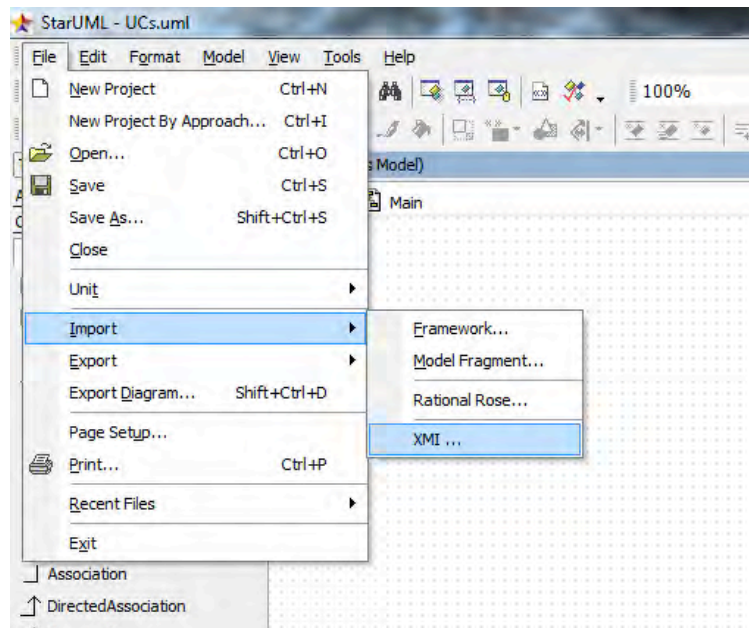 StarUML - UCs.uml
File Edit Format Model View Tools Help
New Project Ctrl+N
100%
New Project By Approach... Ctrl+I
Open... Ctrl+O
s Model)
Save Ctrl+S
Main
Save As... Shift+Ctrl+S
Close
Unit
Import
Framework...
Export
Model Fragment...
Export Diagram... Shift+Ctrl+D
Rational Rose...
Page Setup...
XMI ...
Print... Ctrl+P
Recent Files
Exit
Association
DirectedAssociation